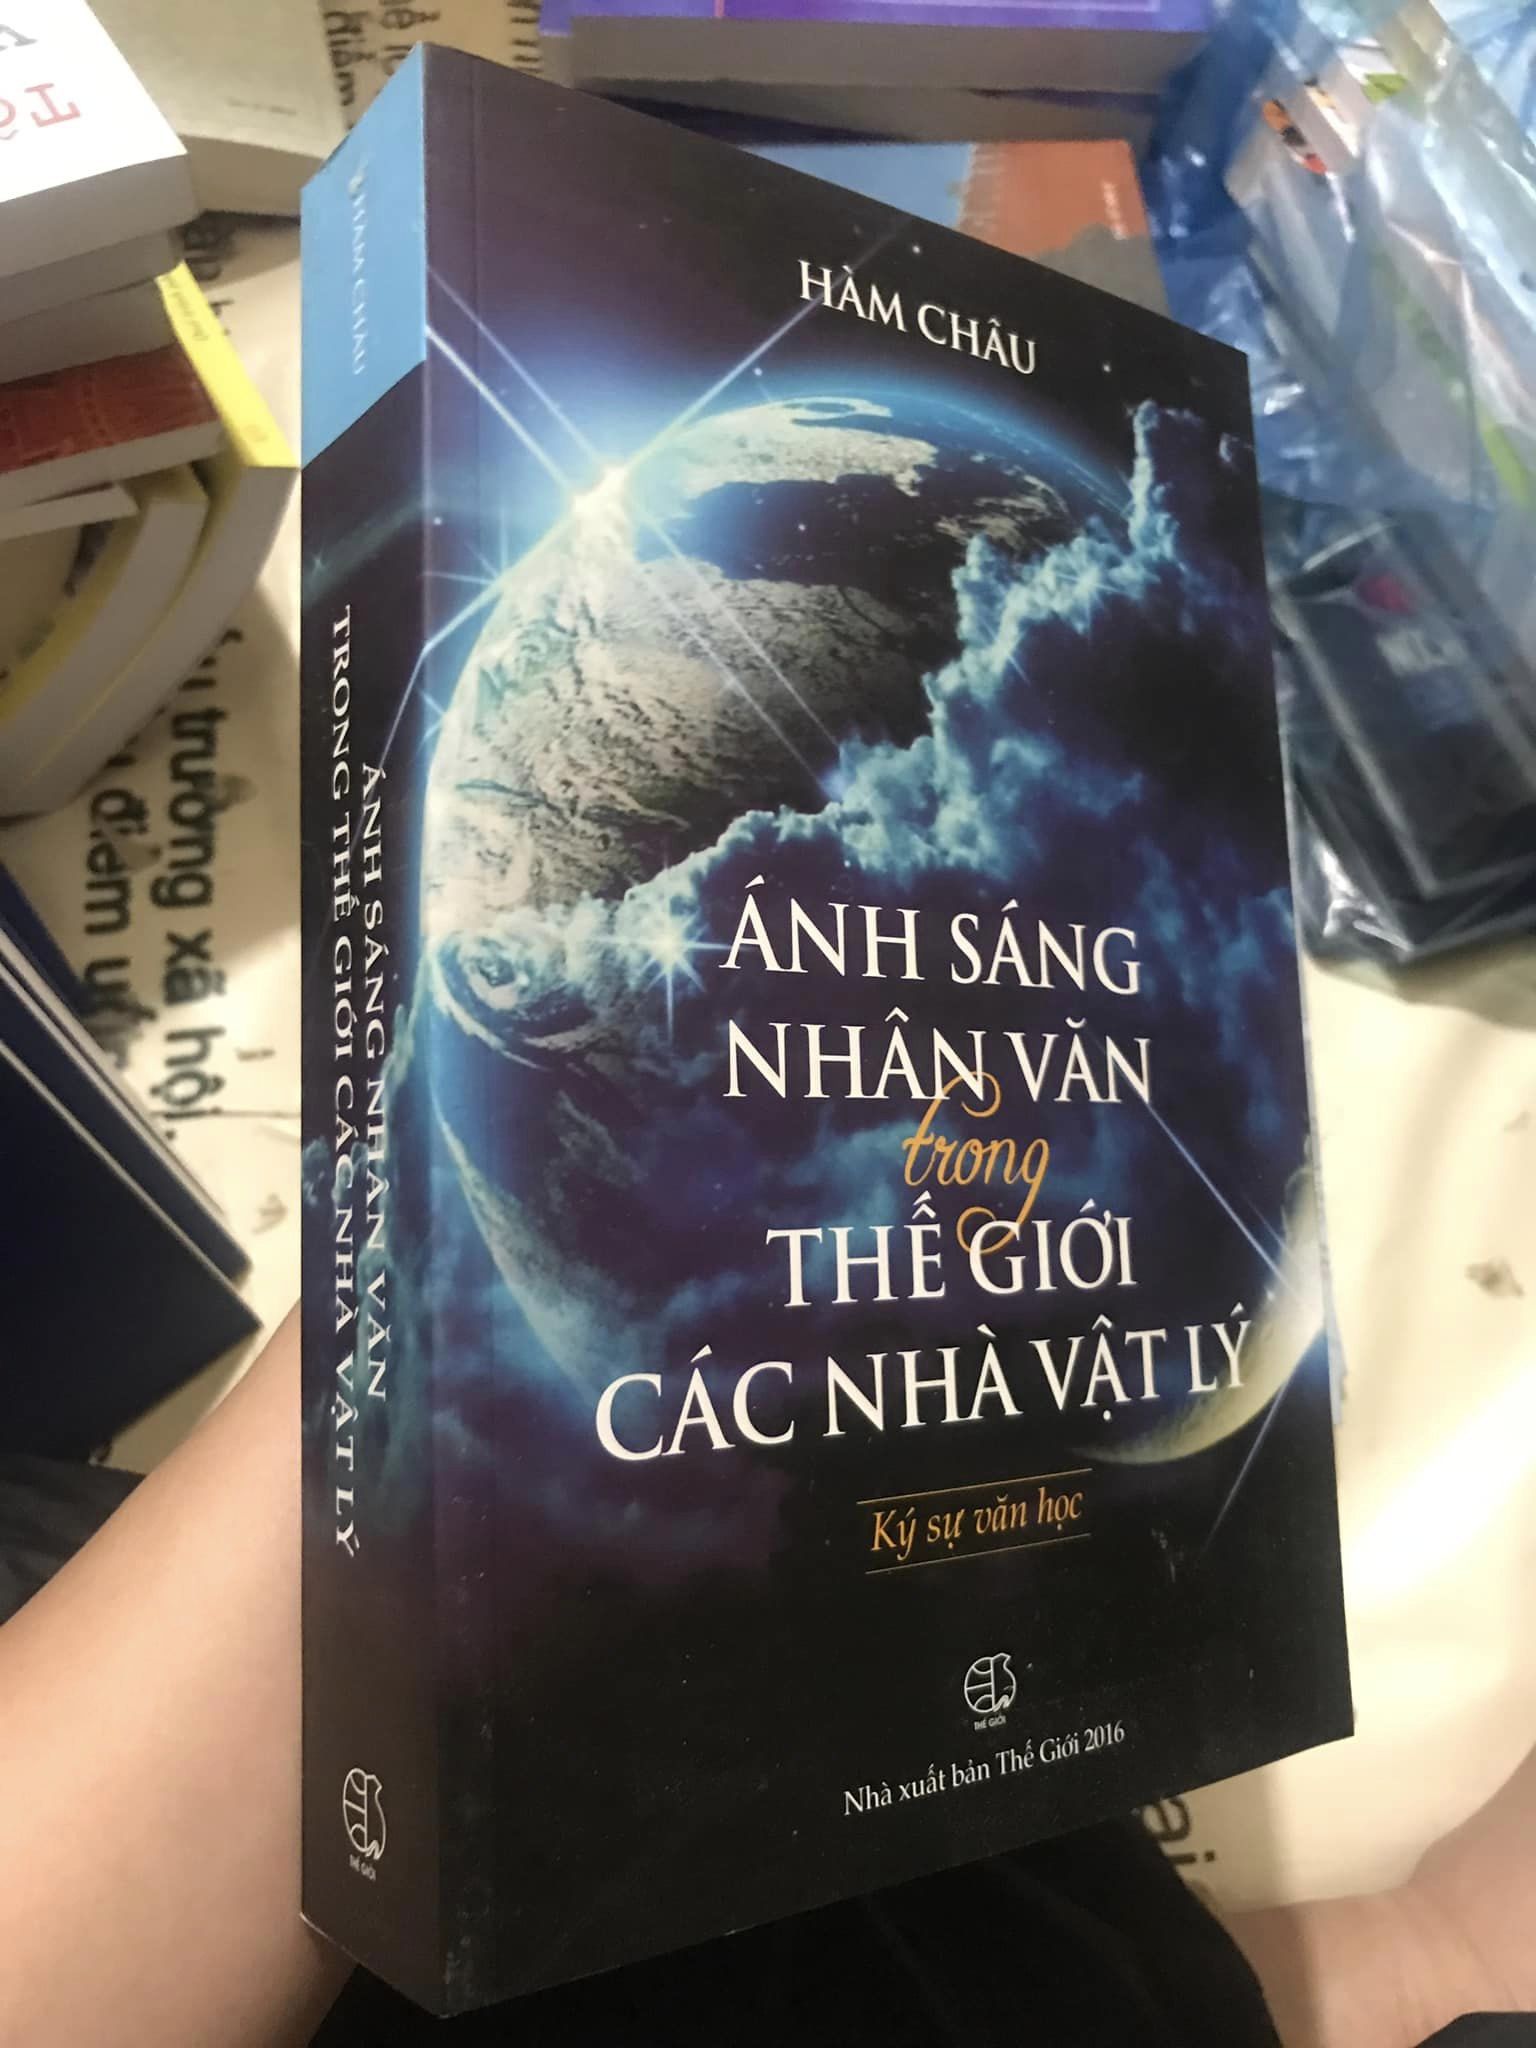 HÀM CHÂU
ÁNH SÁNG
NHÂN VĂN
trong
THẾ GIỚI
CÁC NHÀ VẬT LÝ
Ký sự văn học
THẾ GIỚI
Nhà xuất bản Thế Giới 2016
HÀM CHÂU
ÁNH SÁNG NHÂN VĂN
TRONG THẾ GIỚI CÁC NHÀ VẬT LÝ
THẾ GIỚI
trường xã hội.
điểm